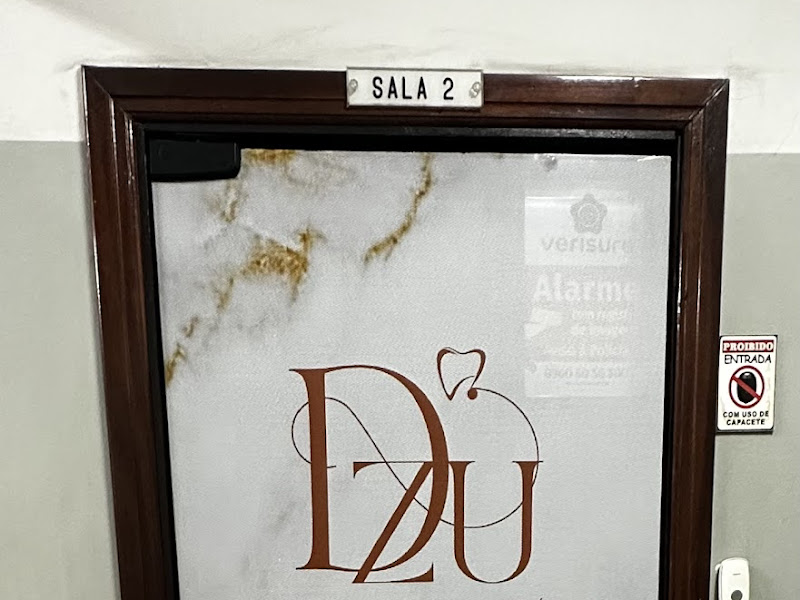 SALA 2
verisure
Alarme
PROIBIDO
ENTRADA
COM USO DE
CAPACETE
DZU